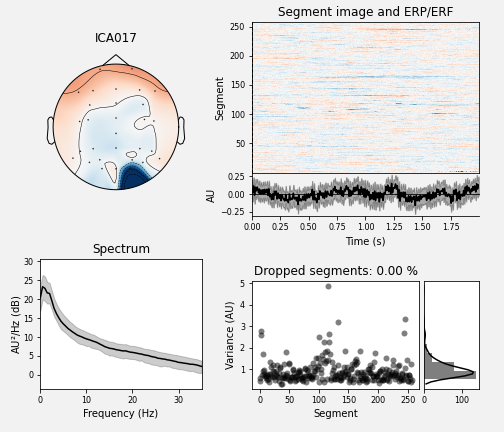 ICA017
Segment image and ERP/ERF
Segment
250
200
150
100
50
AU
0.25
0.00
−0.25
0.00 0.25 0.50 0.75 1.00 1.25 1.50 1.75
Time (s)
Spectrum
AU²/Hz (dB)
30
25
20
15
10
5
0
0 10 20 30
Frequency (Hz)
Dropped segments: 0.00 %
Variance (AU)
5
4
3
2
1
0 50 100 150 200 250
Segment
0 100